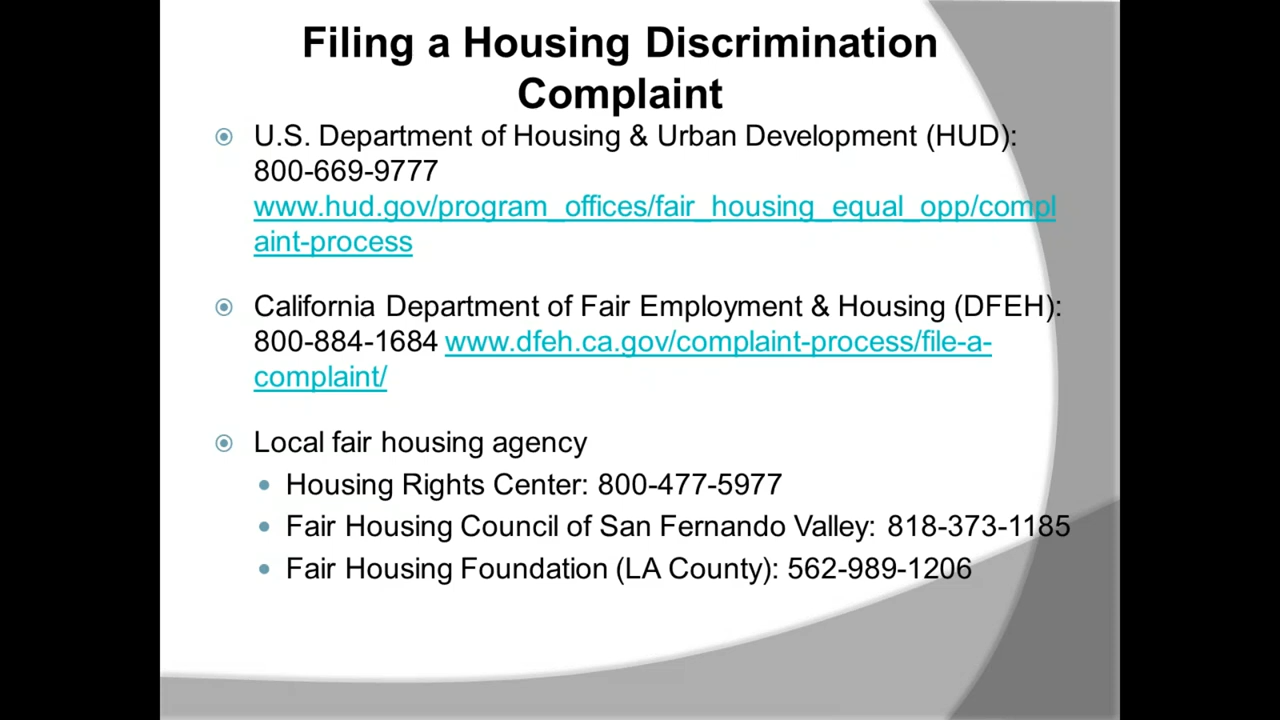 Filing a Housing Discrimination
Complaint
U.S. Department of Housing & Urban Development (HUD):
800-669-9777
www.hud.gov/program_offices/fair_housing_equal_opp/compl
aint-process
California Department of Fair Employment & Housing (DFEH):
800-884-1684 www.dfeh.ca.gov/complaint-process/file-a-
complaint/
Local fair housing agency
Housing Rights Center: 800-477-5977
Fair Housing Council of San Fernando Valley: 818-373-1185
Fair Housing Foundation (LA County): 562-989-1206